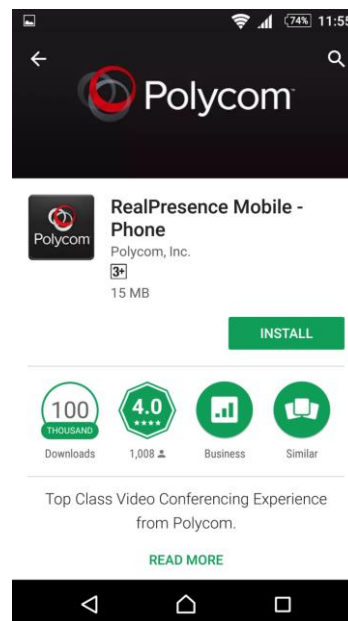 74% 11:55
Polycom
Polycom
RealPresence Mobile -
Phone
Polycom, Inc.
3+
15 MB
INSTALL
100
THOUSAND
Downloads
4.0
1,008
Business
Similar
Top Class Video Conferencing Experience
from Polycom.
READ MORE